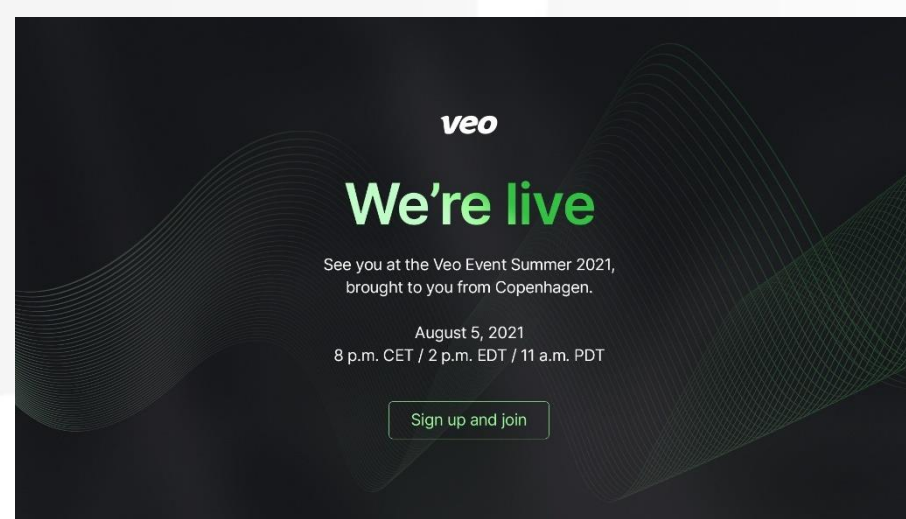 veo
We're live
See you at the Veo Event Summer 2021,
brought to you from Copenhagen.
August 5, 2021
8 p.m. CET / 2 p.m. EDT / 11 a.m. PDT
Sign up and join